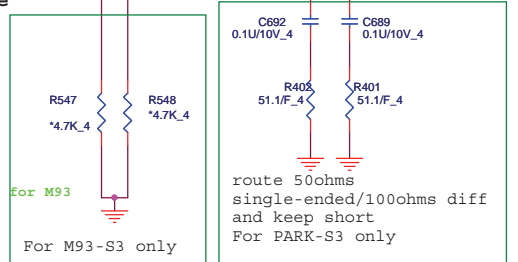 C692
0.1U/10V_4
C689
0.1U/10V_4
R547
*4.7K_4
R548
*4.7K_4
R402
51.1/F_4
R401
51.1/F_4
for M93
For M93-S3 only
route 50ohms
single-ended/100ohms diff
and keep short
For PARK-S3 only